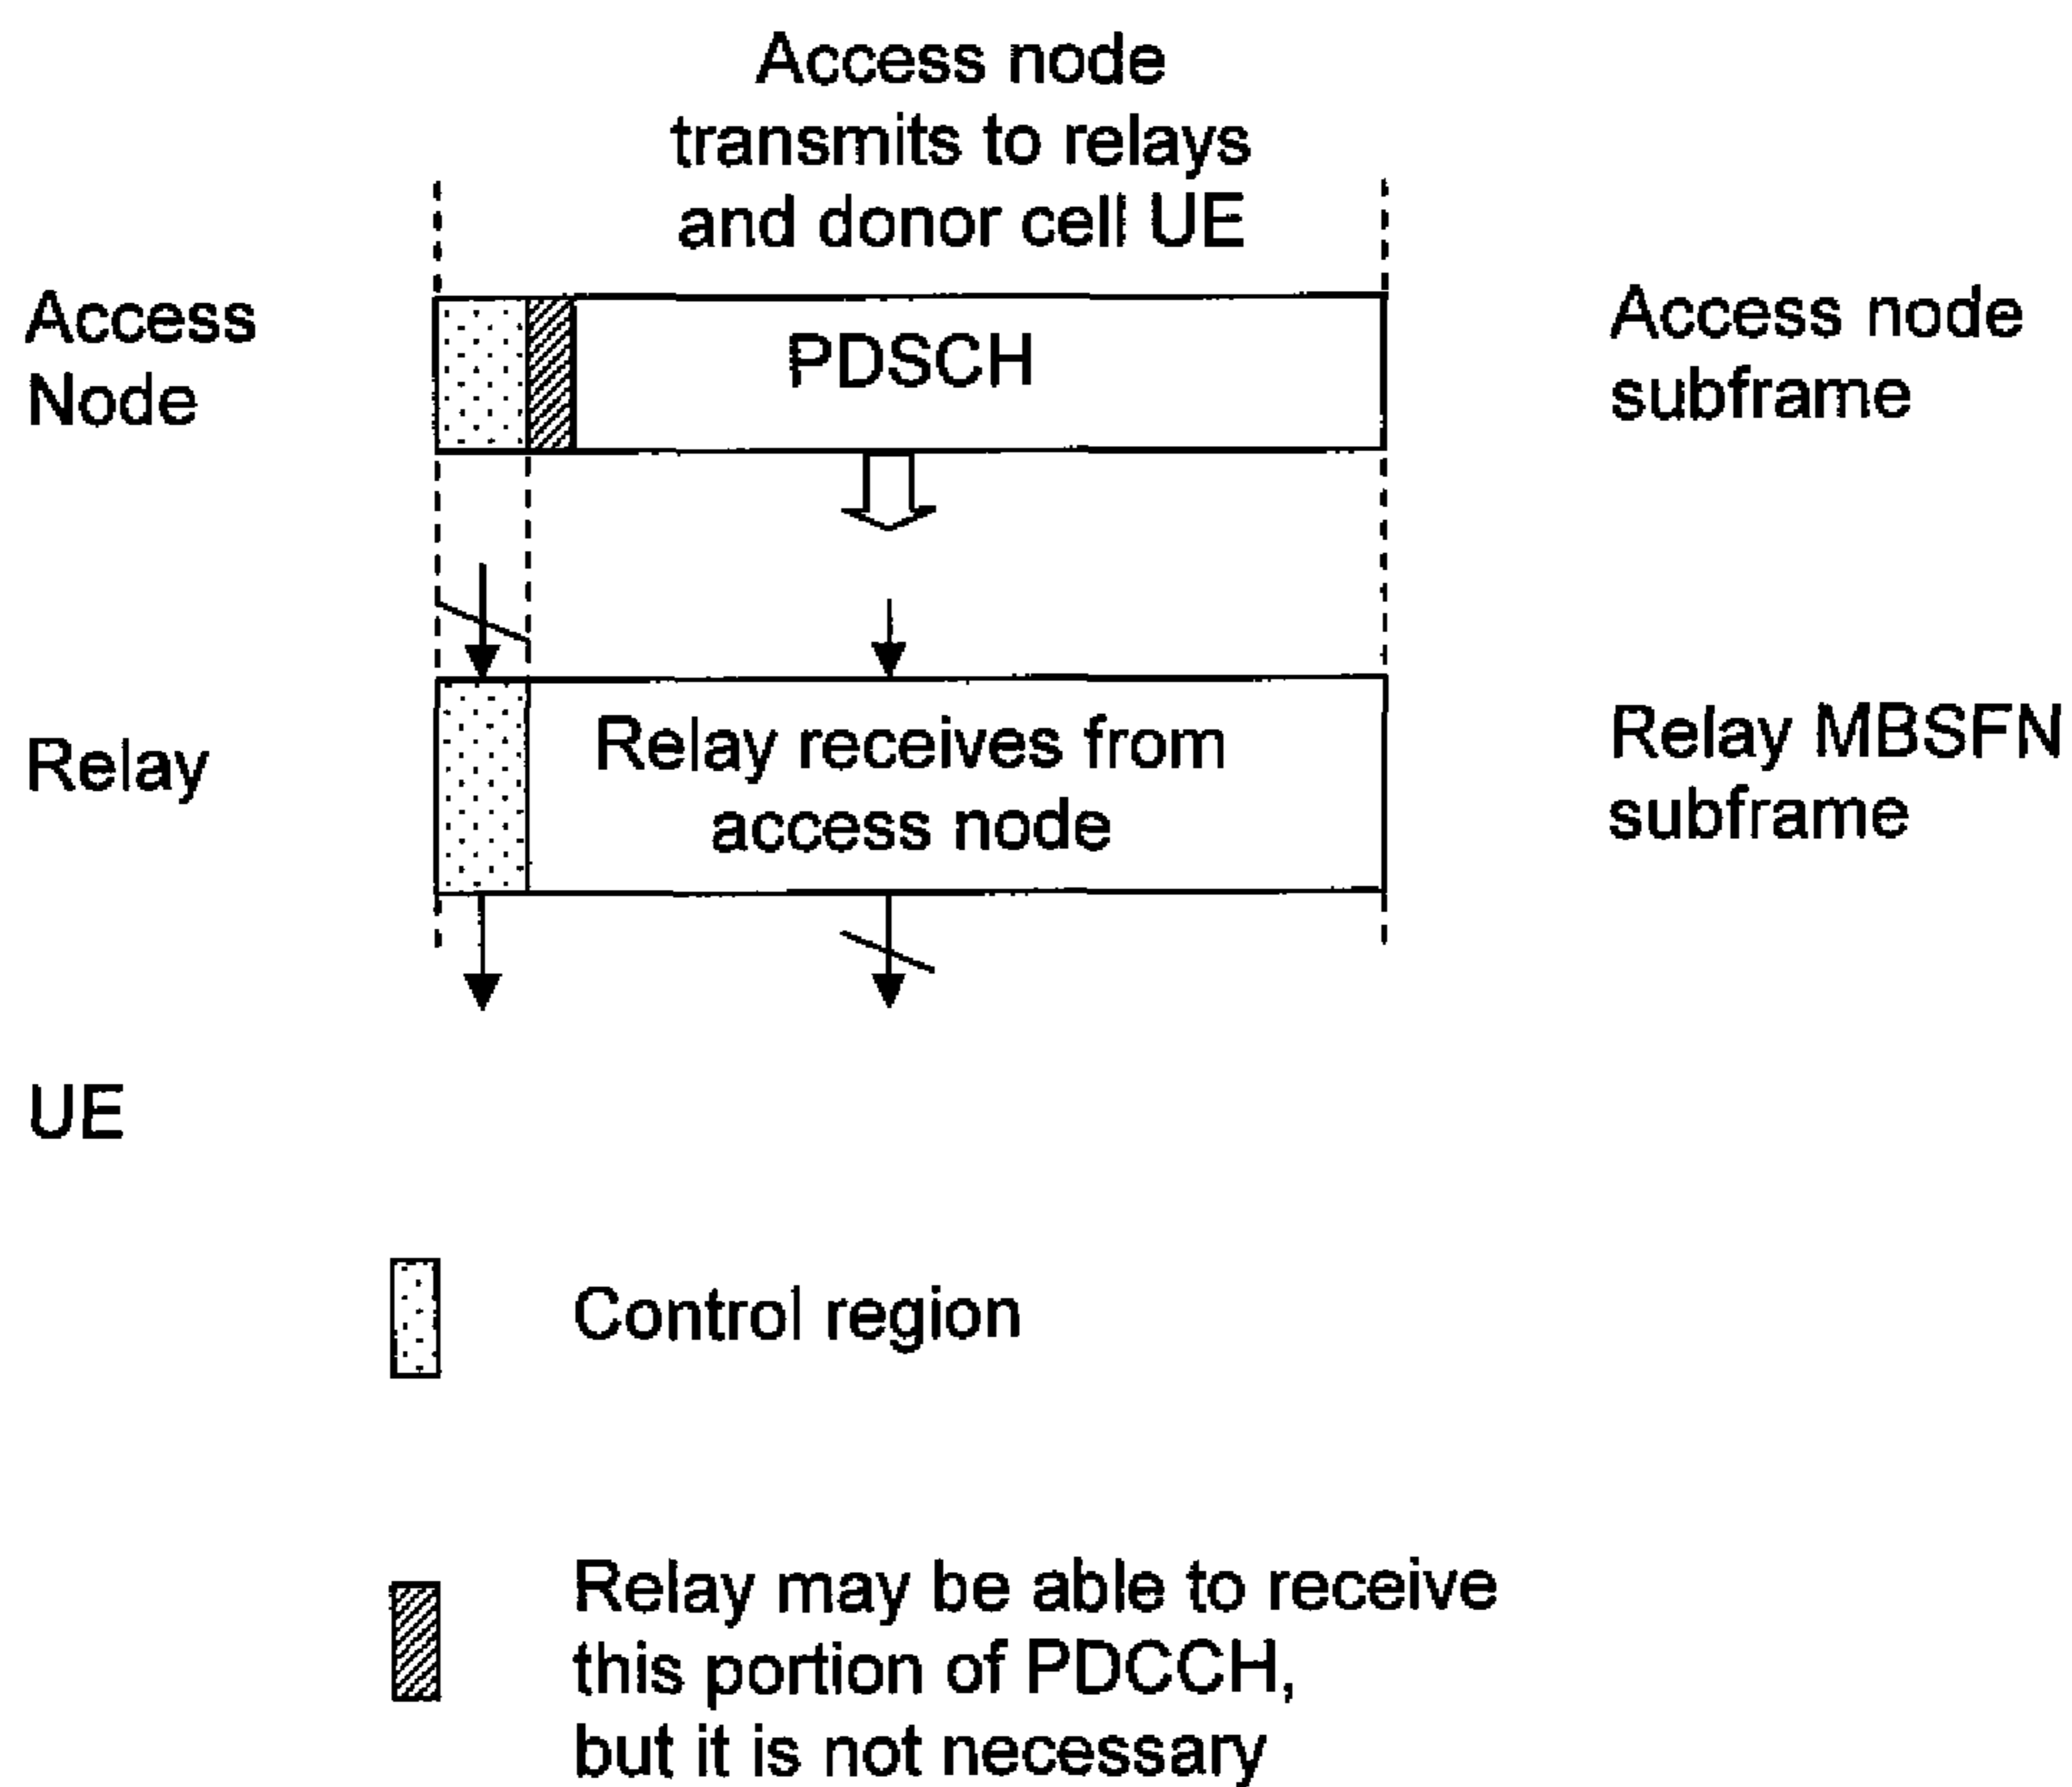 Access node
transmits to relays
and donor cell UE
Access
Node
PDSCH
Access node
subframe
Relay
Relay receives from
access node
Relay MBSFN
subframe
UE
Control region
Relay may be able to receive
this portion of PDCCH,
but it is not necessary